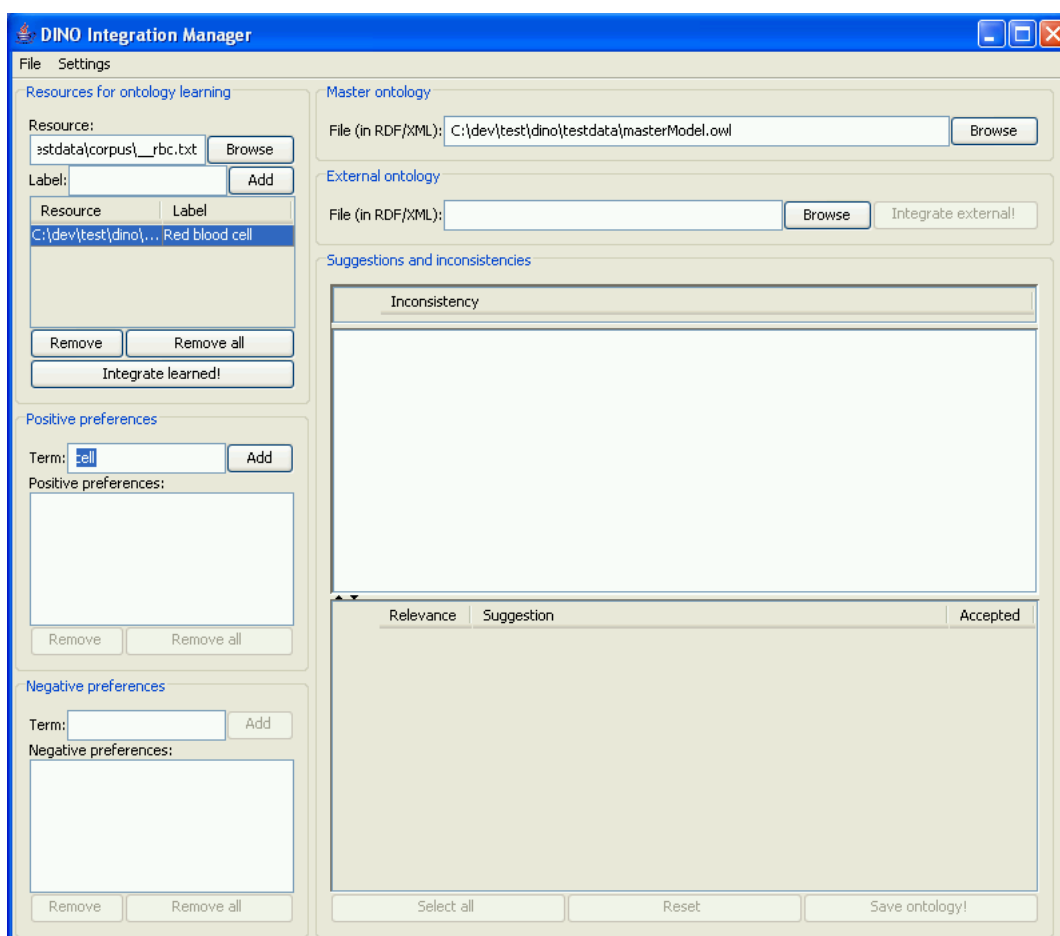 DINO Integration Manager
File Settings
Resources for ontology learning
Resource:
estdata\corpus\__rbc.txt Browse
Label: Add
Resource Label
C:\dev\test\dino\... Red blood cell
Remove Remove all
Integrate learned!
Positive preferences
Term: cell Add
Positive preferences:
Remove Remove all
Negative preferences
Term: Add
Negative preferences:
Remove Remove all
Master ontology
File (in RDF/XML): C:\dev\test\dino\testdata\masterModel.owl Browse
External ontology
File (in RDF/XML): Browse Integrate external!
Suggestions and inconsistencies
Inconsistency
Relevance Suggestion Accepted
Select all Reset Save ontology!